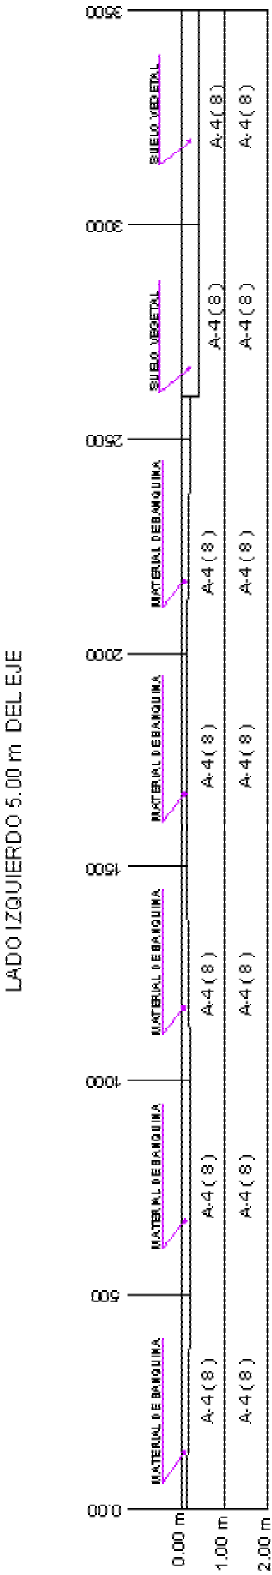 LADO IZQUIERDO 5.00 m DEL EJE
0.00 500 1000 1500 2000 2500 3000 3500
MATERIAL DE BANQUINA MATERIAL DE BANQUINA MATERIAL DE BANQUINA MATERIAL DE BANQUINA MATERIAL DE BANQUINA SUELO VEGETAL SUELO VEGETAL
0.00 m
A-4 ( 8 ) A-4 ( 8 ) A-4 ( 8 ) A-4 ( 8 ) A-4 ( 8 ) A-4 ( 8 ) A-4 ( 8 )
1.00 m
A-4 ( 8 ) A-4 ( 8 ) A-4 ( 8 ) A-4 ( 8 ) A-4 ( 8 ) A-4 ( 8 ) A-4 ( 8 )
2.00 m